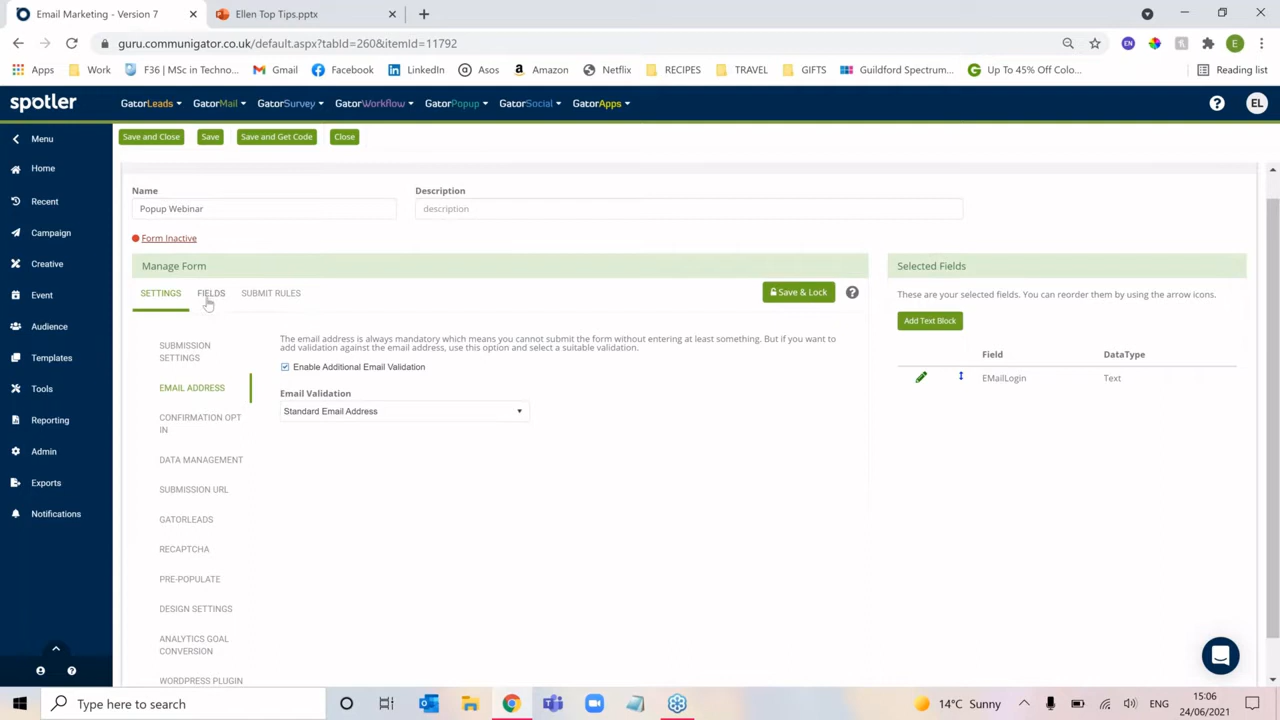 Email Marketing - Version 7
Ellen Top Tips.pptx
guru.communigator.co.uk/default.aspx?tabId=260&itemId=11792
EN
E
Apps
Work
F36 | MSc in Techno...
Gmail
Facebook
LinkedIn
Asos
Amazon
Netflix
RECIPES
TRAVEL
GIFTS
Guildford Spectrum...
Up To 45% Off Colo...
Reading list
spotler
GatorLeads
GatorMail
GatorSurvey
GatorWorkflow
GatorPopup
GatorSocial
GatorApps
EL
Menu
Home
Recent
Campaign
Creative
Event
Audience
Templates
Tools
Reporting
Admin
Exports
Notifications
Save and Close
Save
Save and Get Code
Close
Name
Description
Popup Webinar
description
Form Inactive
Manage Form
SETTINGS
FIELDS
SUBMIT RULES
Save & Lock
SUBMISSION
SETTINGS
EMAIL ADDRESS
CONFIRMATION OPT
IN
DATA MANAGEMENT
SUBMISSION URL
GATORLEADS
RECAPTCHA
PRE-POPULATE
DESIGN SETTINGS
ANALYTICS GOAL
CONVERSION
WORDPRESS PLUGIN
The email address is always mandatory which means you cannot submit the form without entering at least something. But if you want to
add validation against the email address, use this option and select a suitable validation.
Enable Additional Email Validation
Email Validation
Standard Email Address
Selected Fields
These are your selected fields. You can reorder them by using the arrow icons.
Add Text Block
Field
DataType
EMailLogin
Text
Type here to search
14°C Sunny
ENG
15:06
24/06/2021